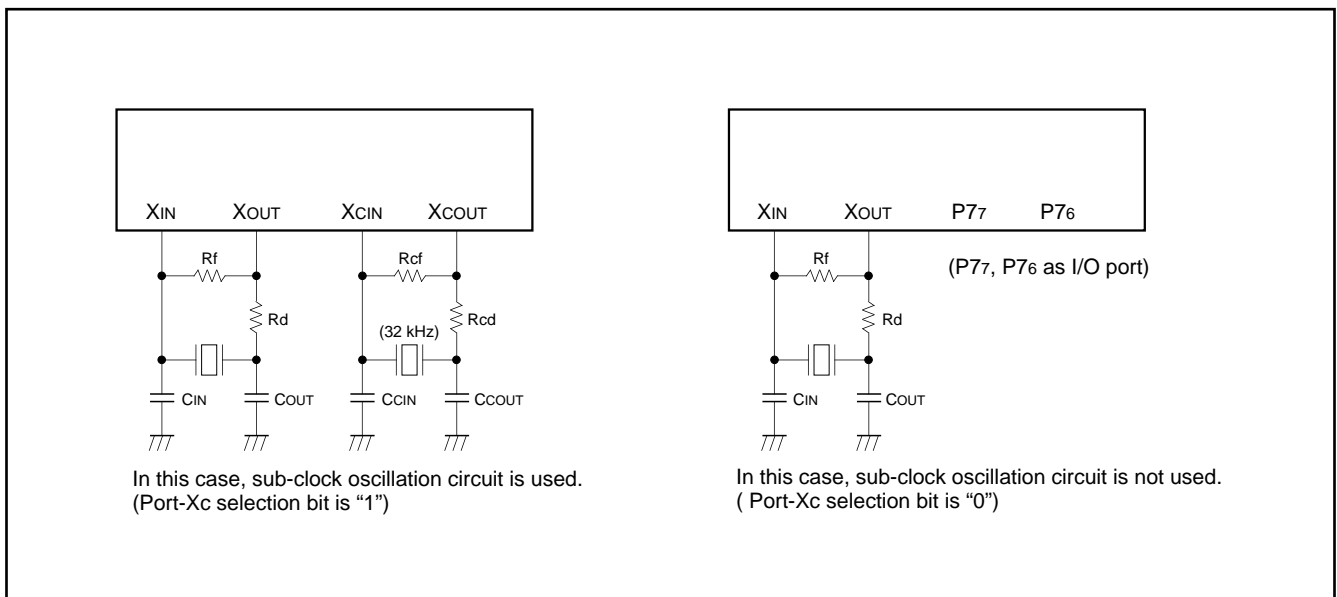 XIN XOUT XCIN XCOUT
Rf Rcf
Rd (32 kHz) Rcd
CIN COUT CCIN CCOUT
In this case, sub-clock oscillation circuit is used.
(Port-Xc selection bit is “1”)
XIN XOUT P77 P76
Rf (P77, P76 as I/O port)
Rd
CIN COUT
In this case, sub-clock oscillation circuit is not used.
( Port-Xc selection bit is “0”)